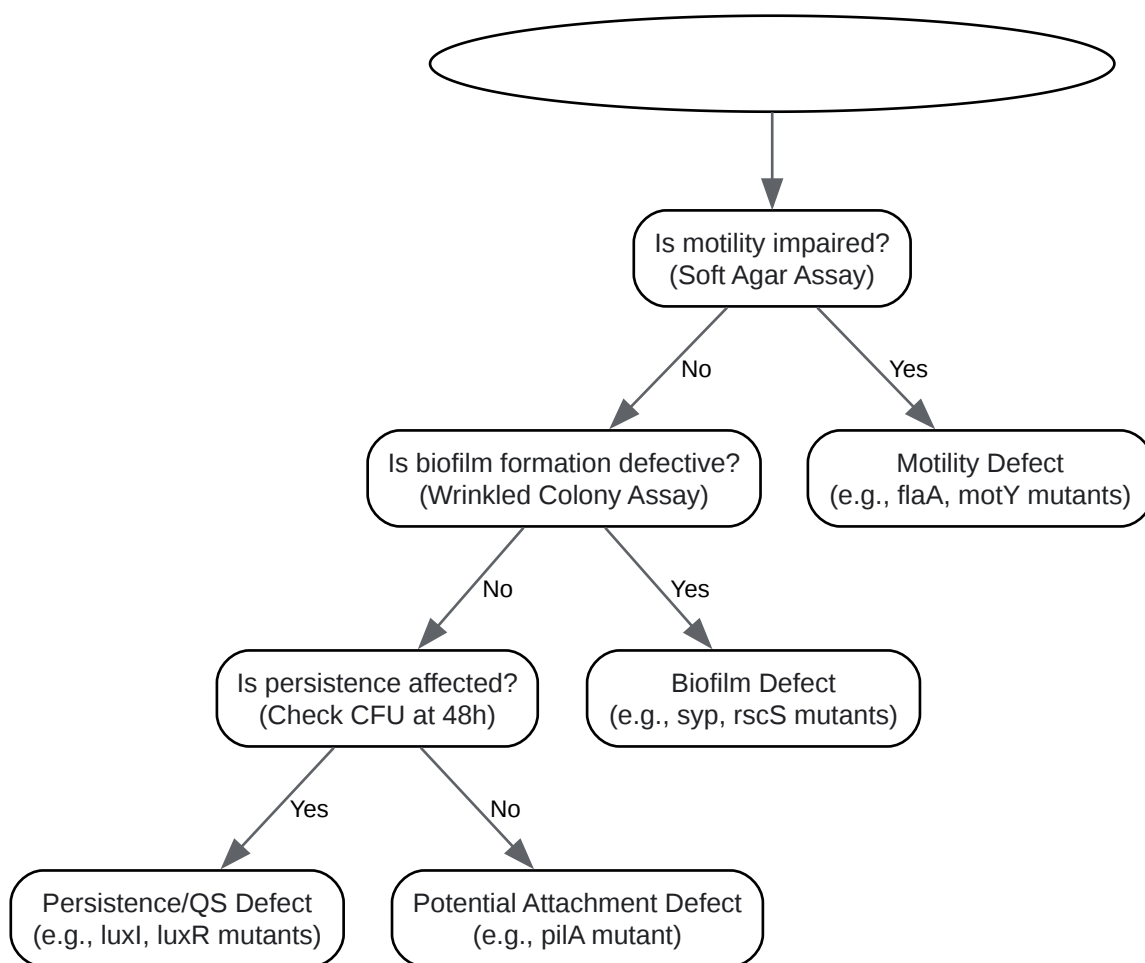 Is motility impaired?
(Soft Agar Assay)
No
Yes
Is biofilm formation defective?
(Wrinkled Colony Assay)
Motility Defect
(e.g., flaA, motY mutants)
No
Yes
Is persistence affected?
(Check CFU at 48h)
Biofilm Defect
(e.g., syp, rscS mutants)
Yes
No
Persistence/QS Defect
(e.g., luxI, luxR mutants)
Potential Attachment Defect
(e.g., pilA mutant)